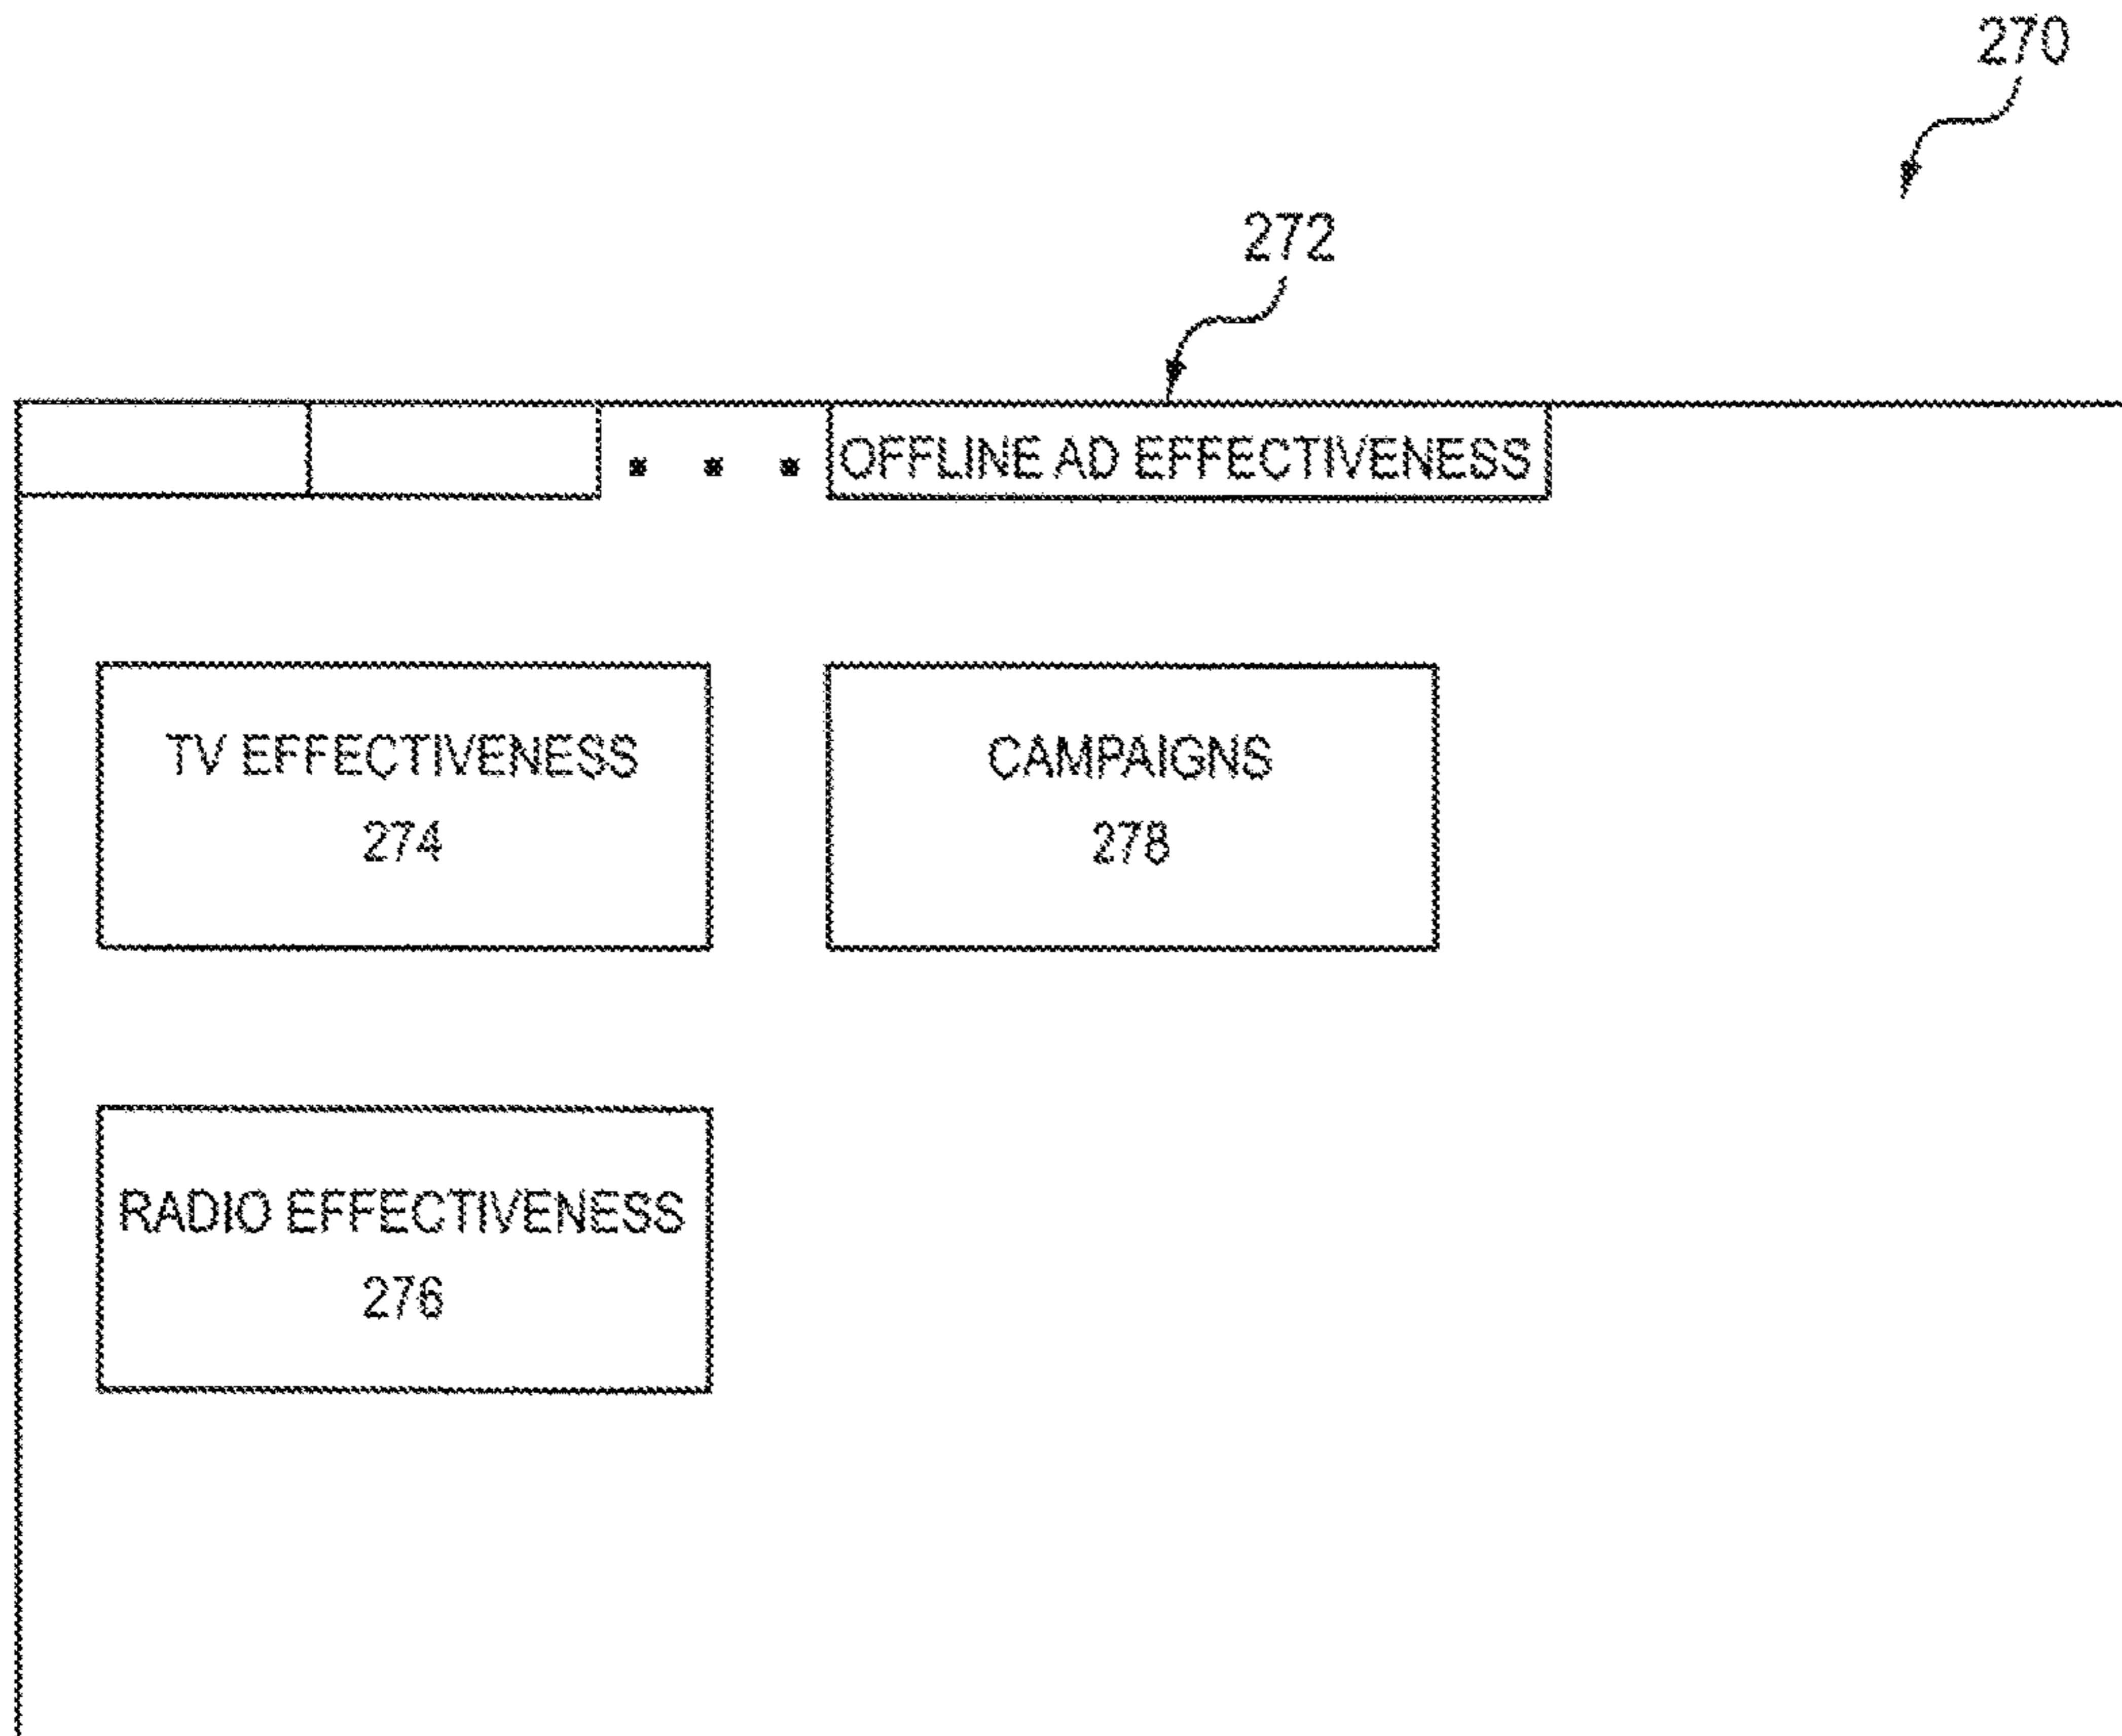 270
272
OFFLINE AD EFFECTIVENESS
TV EFFECTIVENESS
274
CAMPAIGNS
278
RADIO EFFECTIVENESS
276